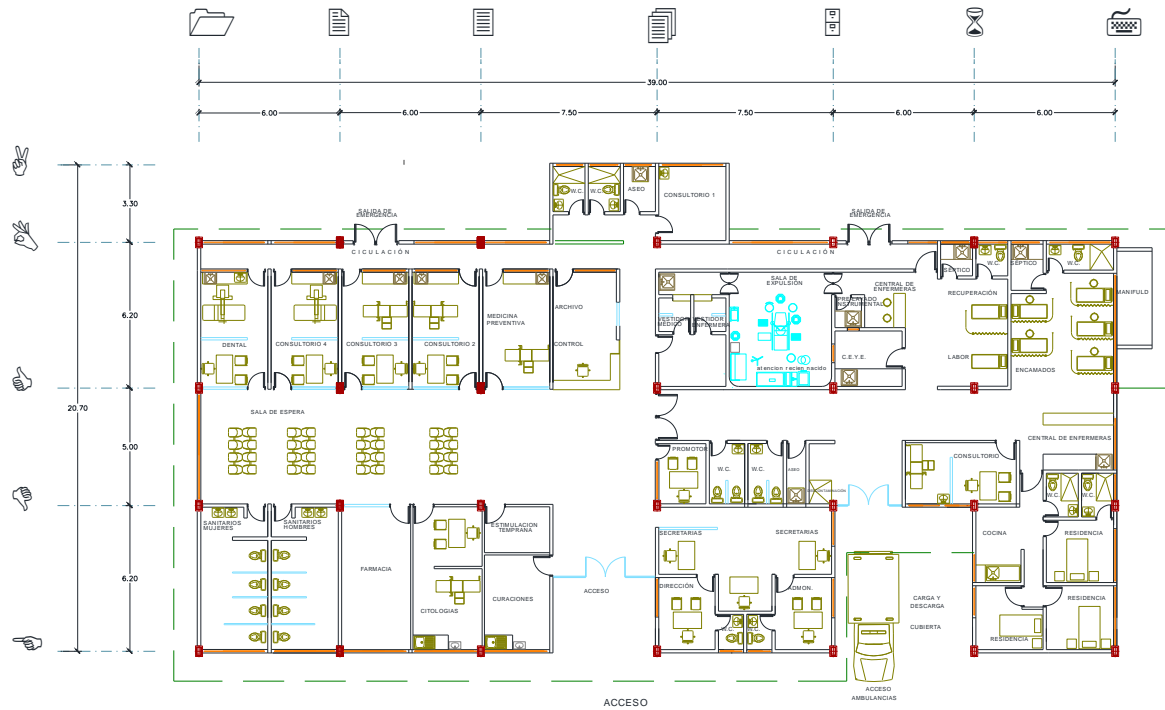 39.00
6.00
6.00
7.50
7.50
6.00
6.00
3.30
6.20
20.70
5.00
6.20
W.C.
W.C.
ASEO
CONSULTORIO 1
SALIDA DE
EMERGENCIA
SALIDA DE
EMERGENCIA
CICULACIÓN
CICULACIÓN
SEPTICO
W.C.
SEPTICO
W.C.
MANIFULD
DENTAL
CONSULTORIO 4
CONSULTORIO 3
CONSULTORIO 2
MEDICINA
PREVENTIVA
ARCHIVO
CONTROL
VESTIDOR
MEDICO
ESTIDOR
ENFERMERA
SALA DE
EXPULSIÓN
atencion recien nacido
PRELAVADO
INSTRUMENTAL
CENTRAL DE
ENFERMERAS
C.E.Y.E.
RECUPERACIÓN
LABOR
ENCAMADOS
SALA DE ESPERA
PROMOTOR
W.C.
W.C.
ASEO
CENTRAL DE ENFERMERAS
CONSULTORIO
W.C.
W.C.
SANITARIOS
MUJERES
SANITARIOS
HOMBRES
FARMACIA
CITOLOGIAS
ESTIMULACION
TEMPRANA
CURACIONES
ACCESO
SECRETARIAS
SECRETARIAS
DIRECCIÓN
ADMON.
W.C.
W.C.
CARGA Y
DESCARGA
CUBIERTA
COCINA
RESIDENCIA
RESIDENCIA
RESIDENCIA
ACCESO
AMBULANCIAS
ACCESO